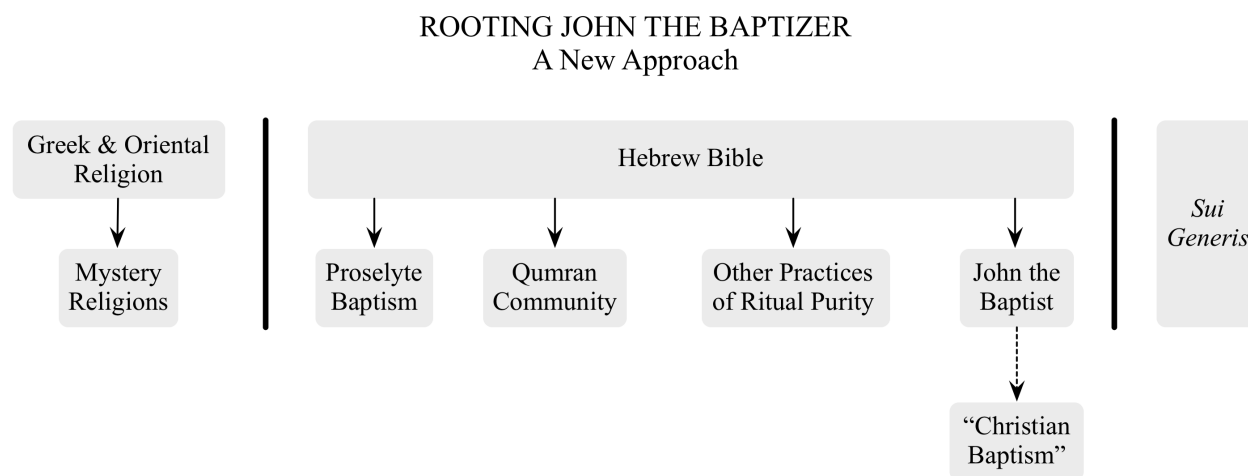 ROOTING JOHN THE BAPTIZER
A New Approach
Greek & Oriental
Religion
Hebrew Bible
Sui
Generis
Mystery
Religions
Proselyte
Baptism
Qumran
Community
Other Practices
of Ritual Purity
John the
Baptist
“Christian
Baptism”